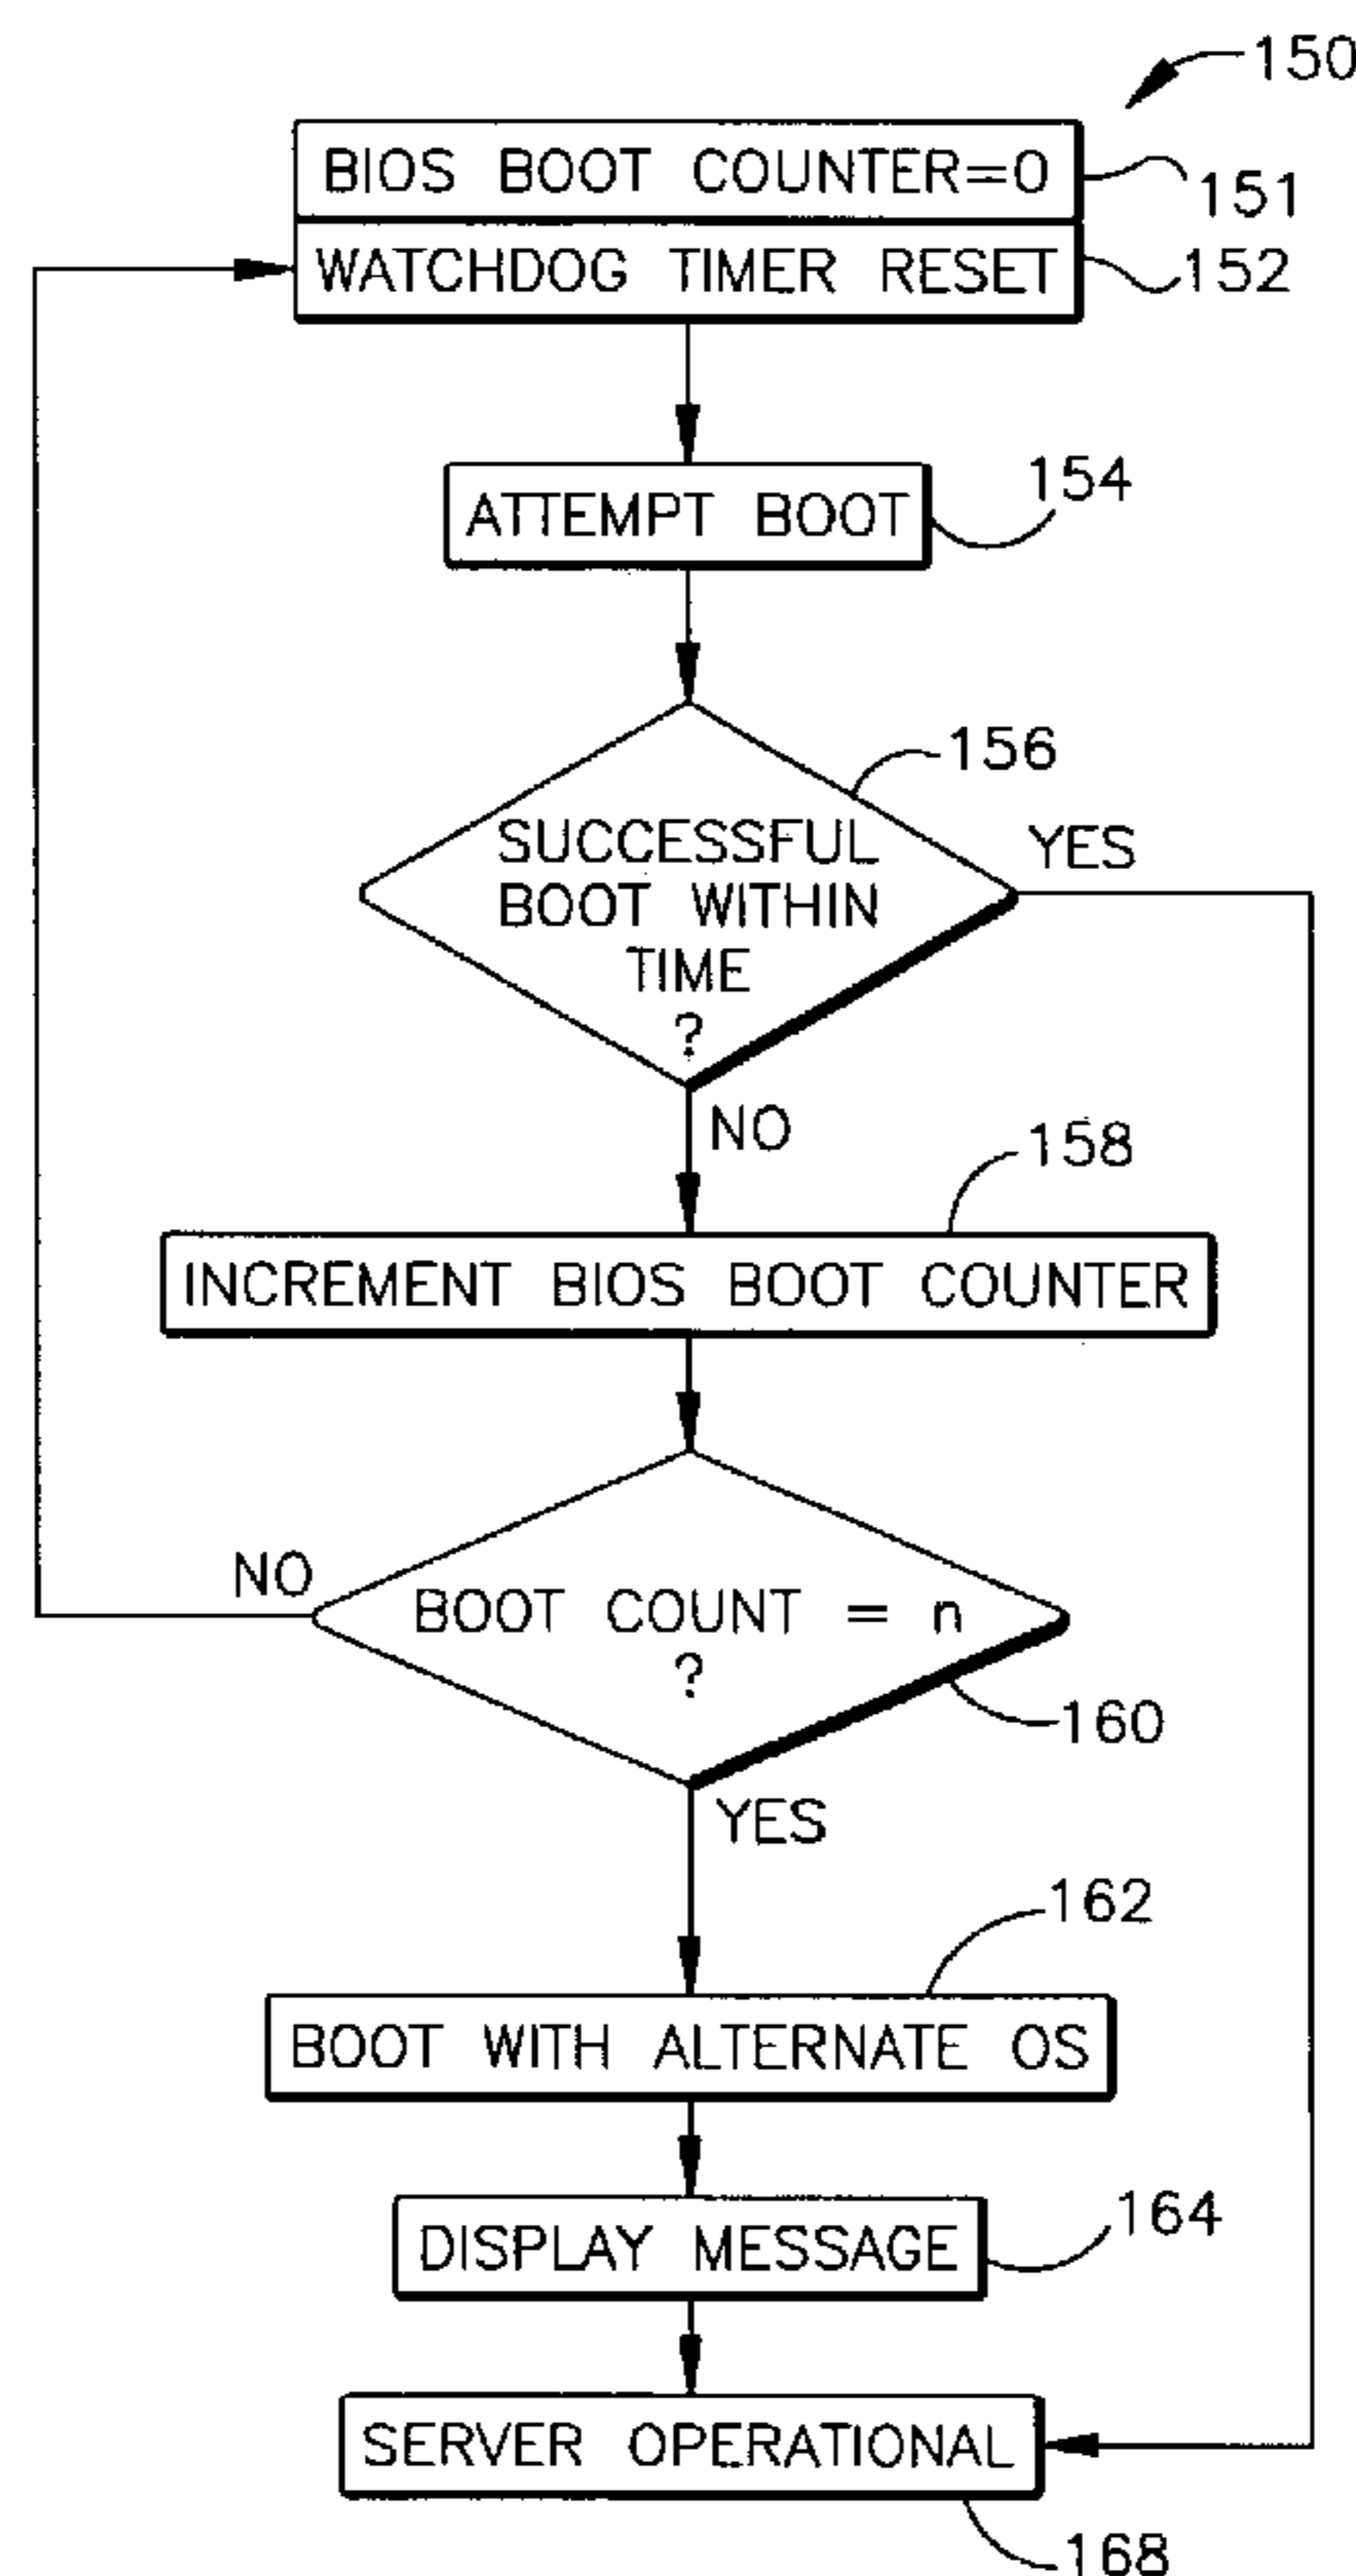 150
BIOS BOOT COUNTER=0
151
WATCHDOG TIMER RESET
152
ATTEMPT BOOT
154
156
SUCCESSFUL
BOOT WITHIN
TIME
?
YES
NO
158
INCREMENT BIOS BOOT COUNTER
NO
BOOT COUNT = n
?
160
YES
162
BOOT WITH ALTERNATE OS
DISPLAY MESSAGE
164
SERVER OPERATIONAL
168